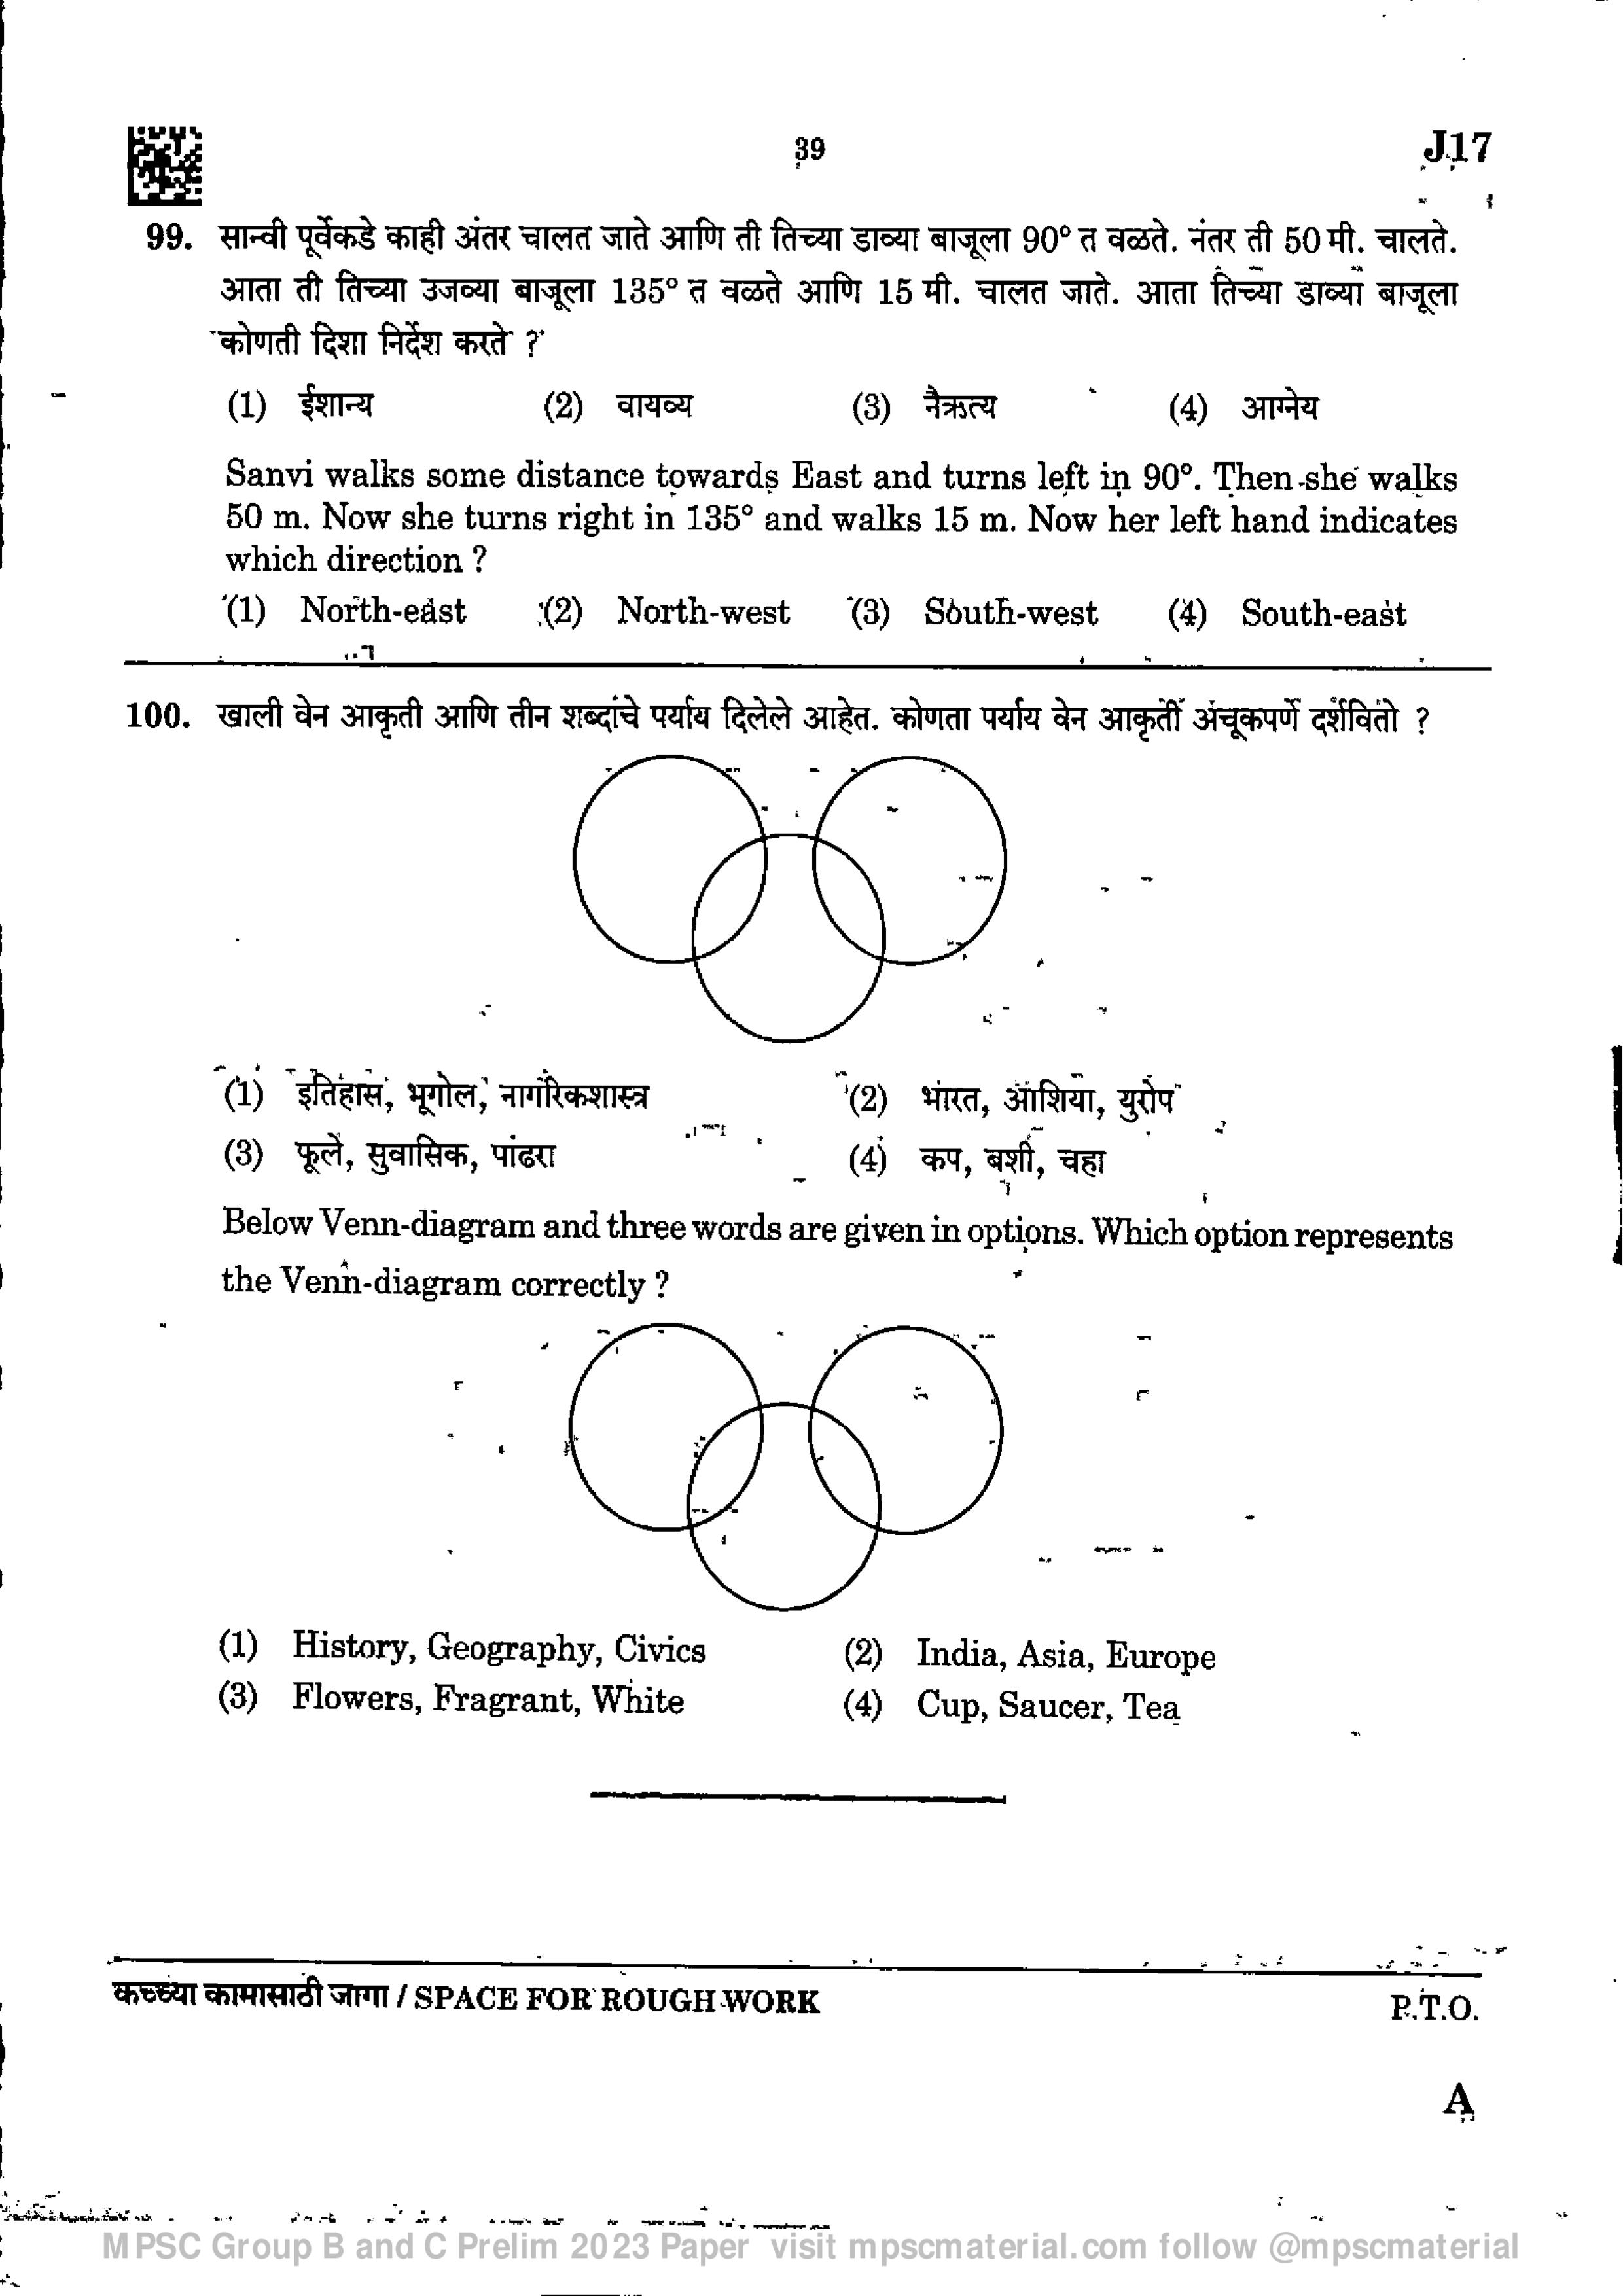 39
J17
99. सान्वी पूर्वेकडे काही अंतर चालत जाते आणि ती तिच्या डाव्या बाजूला 90° त वळते. नंतर ती 50 मी. चालते.
आता ती तिच्या उजव्या बाजूला 135° त वळते आणि 15 मी. चालत जाते. आता तिच्या डाव्या बाजूला
कोणती दिशा निर्देश करते ?
(1) ईशान्य (2) वायव्य (3) नैऋत्य (4) आग्नेय
Sanvi walks some distance towards East and turns left in 90°. Then she walks
50 m. Now she turns right in 135° and walks 15 m. Now her left hand indicates
which direction ?
(1) North-east (2) North-west (3) South-west (4) South-east
100. खाली वेन आकृती आणि तीन शब्दांचे पर्याय दिलेले आहेत. कोणता पर्याय वेन आकृती अचूकपणे दर्शवितो ?
(1) इतिहास, भूगोल, नागरिकशास्त्र (2) भारत, आशिया, युरोप
(3) फूले, सुवासिक, पांढरा (4) कप, बशी, चहा
Below Venn-diagram and three words are given in options. Which option represents
the Venn-diagram correctly ?
(1) History, Geography, Civics (2) India, Asia, Europe
(3) Flowers, Fragrant, White (4) Cup, Saucer, Tea
कच्च्या कामासाठी जागा / SPACE FOR ROUGH WORK
P.T.O.
A
MPSC Group B and C Prelim 2023 Paper visit mpscmaterial.com follow @mpscmaterial